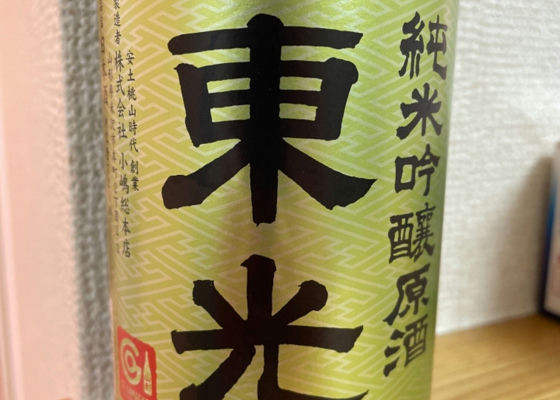 純米吟醸原酒
東光
安土桃山時代 創業
製造者 株式会社 小嶋総本店